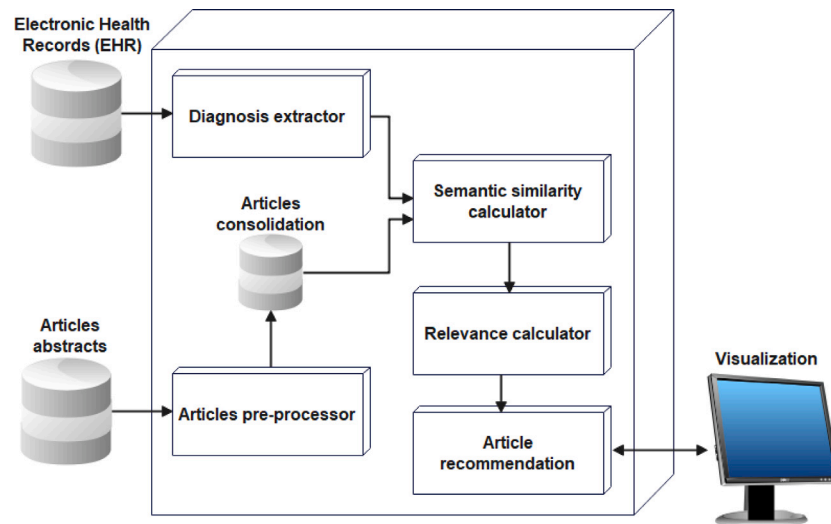 Electronic Health
Records (EHR)
Diagnosis extractor
Semantic similarity
calculator
Articles
consolidation
Relevance calculator
Articles
abstracts
Visualization
Articles pre-processor
Article
recommendation